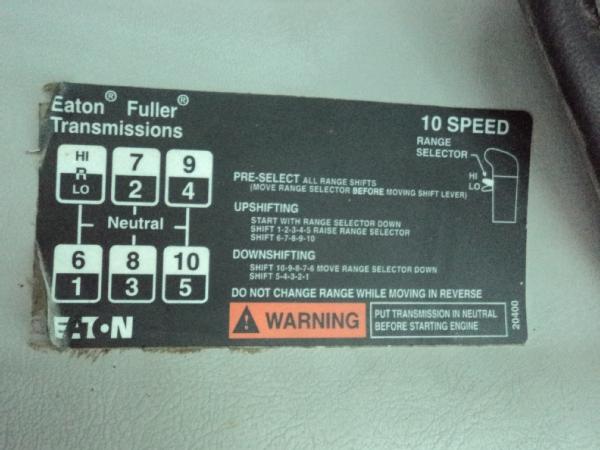 Eaton® Fuller®
Transmissions
HI
R
LO
7
2
9
4
Neutral
6
1
8
3
10
5
EATON
10 SPEED
RANGE
SELECTOR
HI
LO
PRE-SELECT ALL RANGE SHIFTS
(MOVE RANGE SELECTOR BEFORE MOVING SHIFT LEVER)
UPSHIFTING
START WITH RANGE SELECTOR DOWN
SHIFT 1-2-3-4-5 RAISE RANGE SELECTOR
SHIFT 6-7-8-9-10
DOWNSHIFTING
SHIFT 10-9-8-7-6 MOVE RANGE SELECTOR DOWN
SHIFT 5-4-3-2-1
DO NOT CHANGE RANGE WHILE MOVING IN REVERSE
WARNING
PUT TRANSMISSION IN NEUTRAL
BEFORE STARTING ENGINE
20400